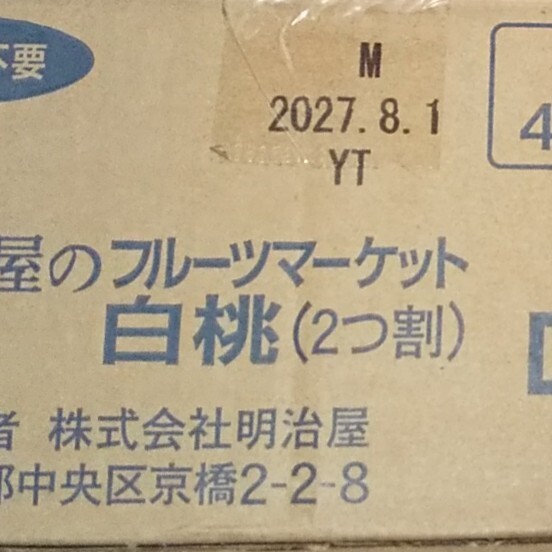 不要
M
2027.8.1
YT
4
屋のフルーツマーケット
白桃(2つ割)
者 株式会社明治屋
都中央区京橋2-2-8